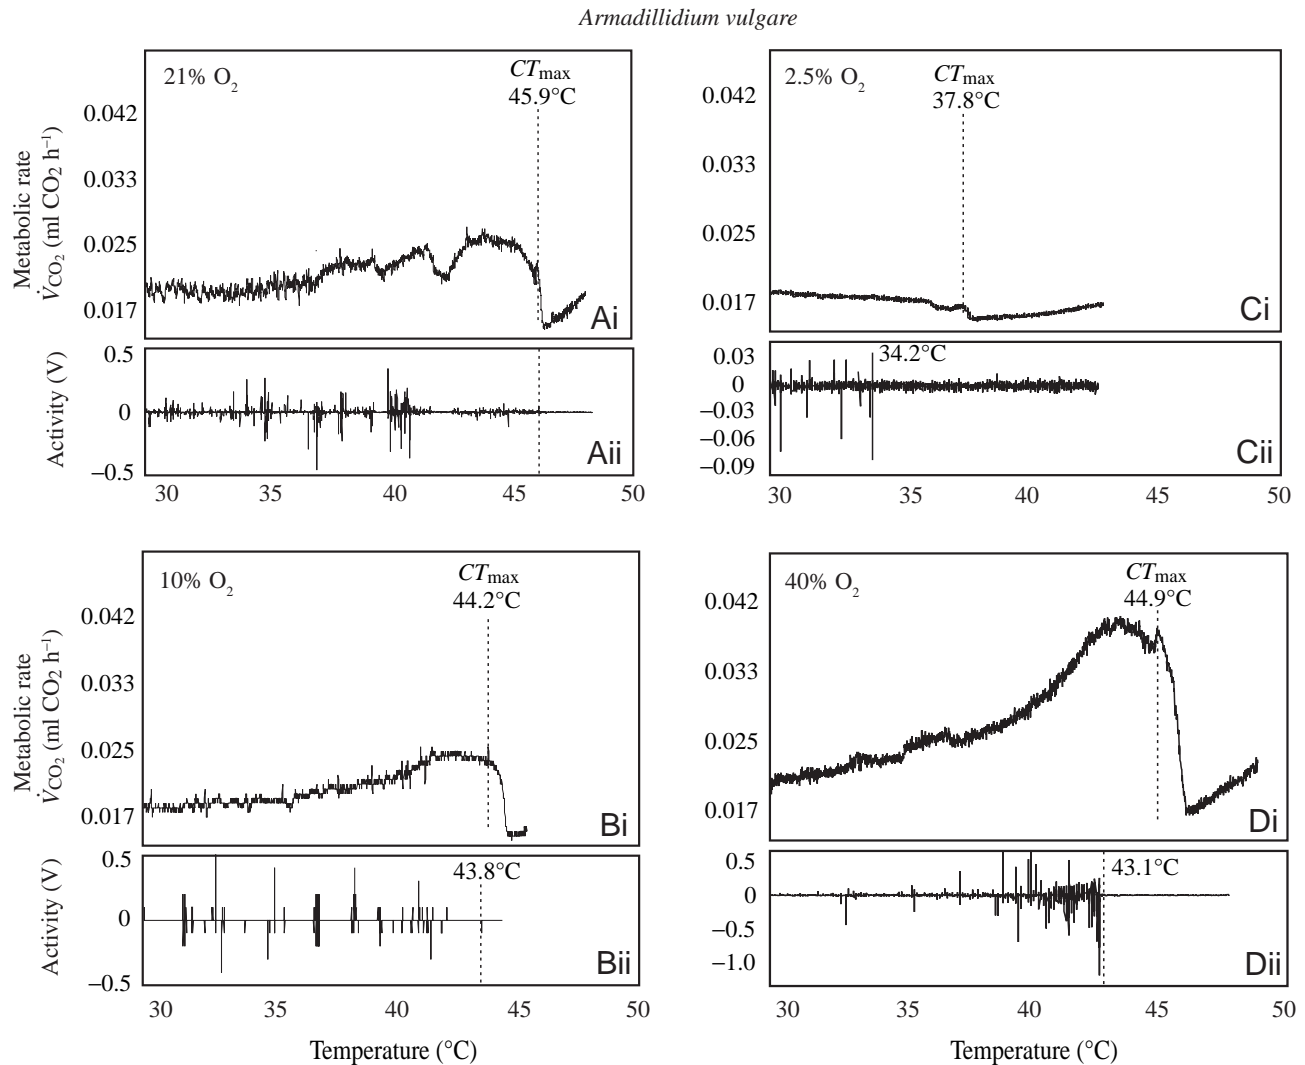 Armadillidium vulgare
21% O2
CTmax
45.9°C
0.042
0.033
0.025
0.017
Metabolic rate
V̇CO2 (ml CO2 h−1)
Ai
0.5
0
−0.5
Activity (V)
Aii
30 35 40 45 50
2.5% O2
CTmax
37.8°C
0.042
0.033
0.025
0.017
Ci
34.2°C
0.03
0
−0.03
−0.06
−0.09
Cii
30 35 40 45 50
10% O2
CTmax
44.2°C
0.042
0.033
0.025
0.017
Metabolic rate
V̇CO2 (ml CO2 h−1)
Bi
43.8°C
0.5
0
−0.5
Activity (V)
Bii
30 35 40 45 50
Temperature (°C)
40% O2
CTmax
44.9°C
0.042
0.033
0.025
0.017
Di
43.1°C
0.5
0
−0.5
−1.0
Dii
30 35 40 45 50
Temperature (°C)